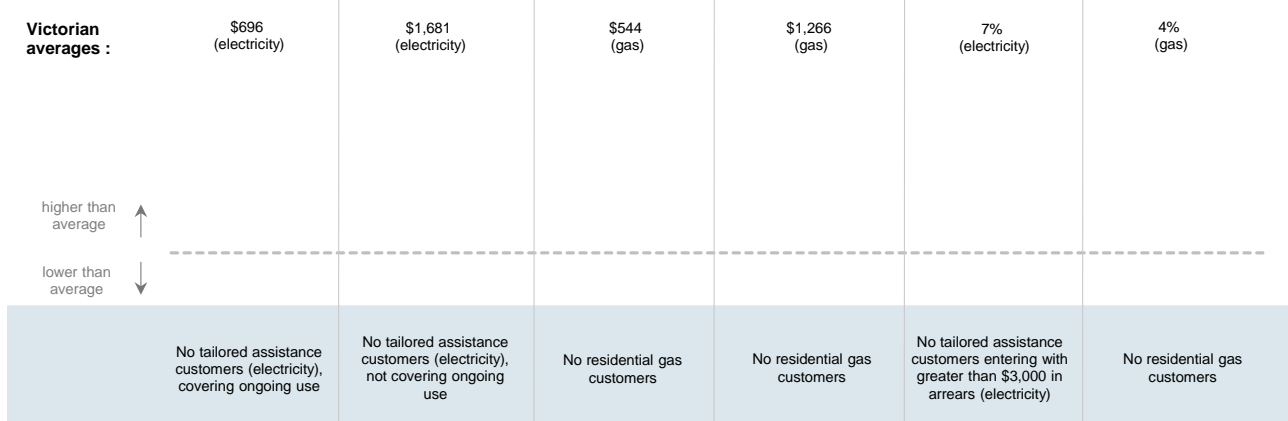 Victorian
averages :
$696
(electricity)
$1,681
(electricity)
$544
(gas)
$1,266
(gas)
7%
(electricity)
4%
(gas)
higher than
average
lower than
average
No tailored assistance
customers (electricity),
covering ongoing use
No tailored assistance
customers (electricity),
not covering ongoing
use
No residential gas
customers
No residential gas
customers
No tailored assistance
customers entering with
greater than $3,000 in
arrears (electricity)
No residential gas
customers